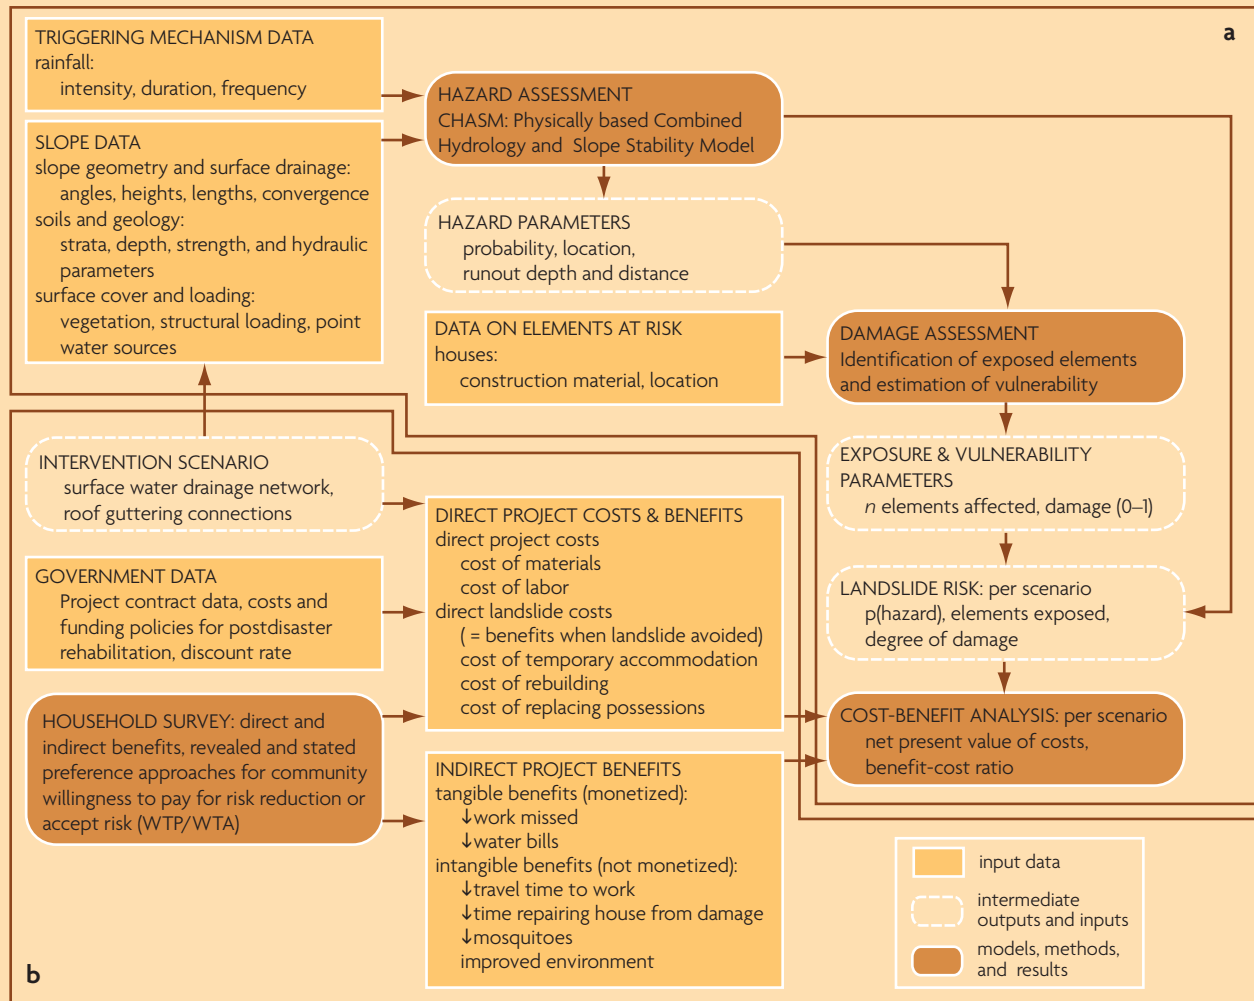 a
TRIGGERING MECHANISM DATA
rainfall:
intensity, duration, frequency
SLOPE DATA
slope geometry and surface drainage:
angles, heights, lengths, convergence
soils and geology:
strata, depth, strength, and hydraulic
parameters
surface cover and loading:
vegetation, structural loading, point
water sources
HAZARD ASSESSMENT
CHASM: Physically based Combined
Hydrology and Slope Stability Model
HAZARD PARAMETERS
probability, location,
runout depth and distance
DATA ON ELEMENTS AT RISK
houses:
construction material, location
DAMAGE ASSESSMENT
Identification of exposed elements
and estimation of vulnerability
EXPOSURE & VULNERABILITY
PARAMETERS
n elements affected, damage (0–1)
LANDSLIDE RISK: per scenario
p(hazard), elements exposed,
degree of damage
COST-BENEFIT ANALYSIS: per scenario
net present value of costs,
benefit-cost ratio
INTERVENTION SCENARIO
surface water drainage network,
roof guttering connections
GOVERNMENT DATA
Project contract data, costs and
funding policies for postdisaster
rehabilitation, discount rate
HOUSEHOLD SURVEY: direct and
indirect benefits, revealed and stated
preference approaches for community
willingness to pay for risk reduction or
accept risk (WTP/WTA)
DIRECT PROJECT COSTS & BENEFITS
direct project costs
cost of materials
cost of labor
direct landslide costs
( = benefits when landslide avoided)
cost of temporary accommodation
cost of rebuilding
cost of replacing possessions
INDIRECT PROJECT BENEFITS
tangible benefits (monetized):
↓work missed
↓water bills
intangible benefits (not monetized):
↓travel time to work
↓time repairing house from damage
↓mosquitoes
improved environment
b
input data
intermediate
outputs and inputs
models, methods,
and results